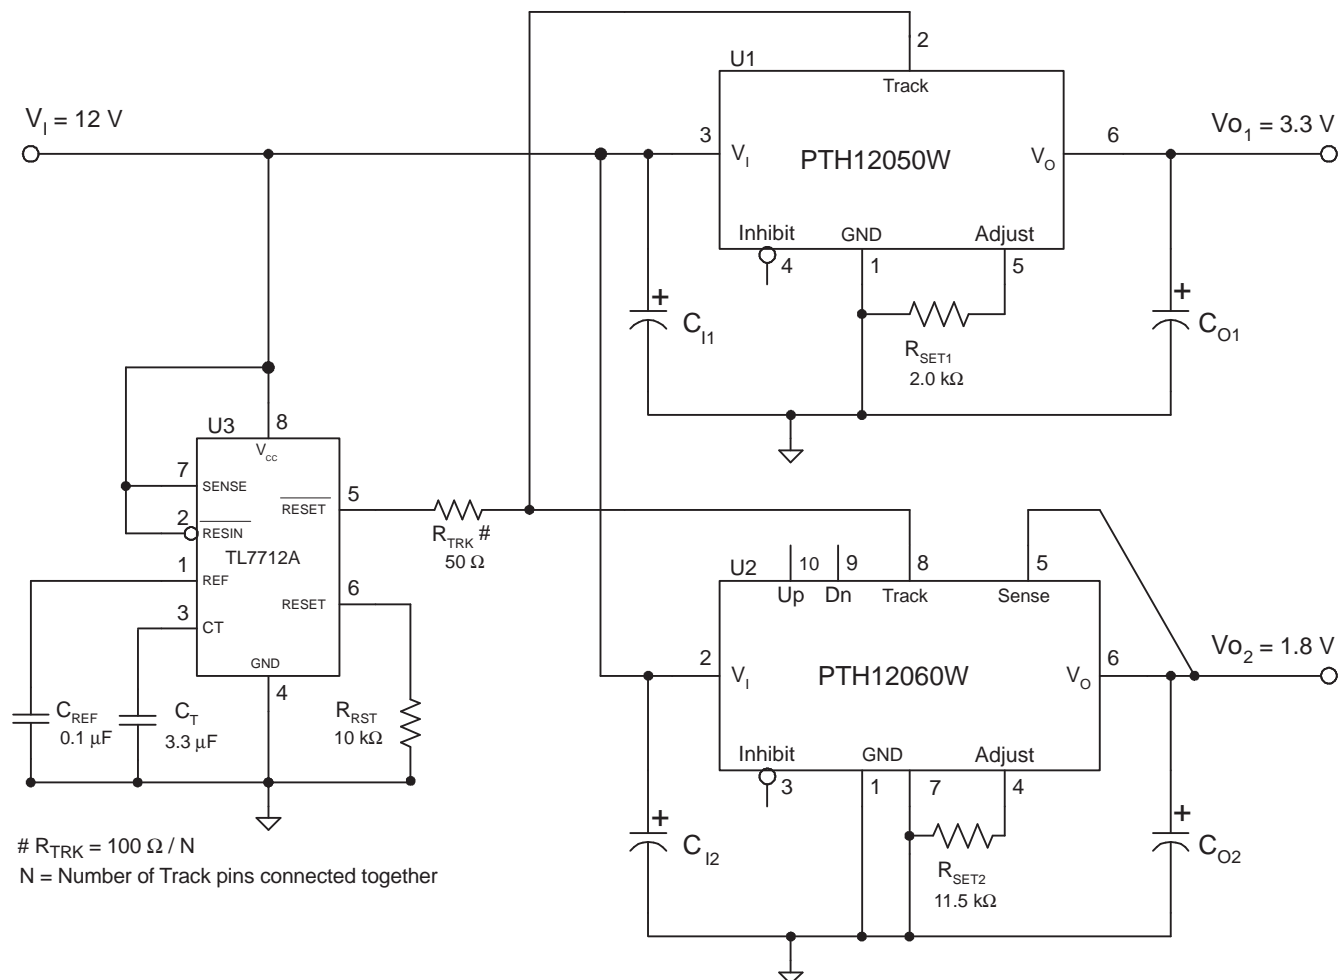 2
U1
Track
V_I = 12 V
3
V_I
PTH12050W
V_O
6
Vo_1 = 3.3 V
Inhibit
GND
Adjust
4
1
5
+
C_I1
R_SET1
2.0 kΩ
+
C_O1
U3
8
V_CC
7
SENSE
2
RESIN
TL7712A
1
REF
3
CT
RESET
5
RESET
6
GND
4
R_TRK #
50 Ω
C_REF
0.1 μF
C_T
3.3 μF
R_RST
10 kΩ
U2
10
9
8
5
Up
Dn
Track
Sense
2
V_I
PTH12060W
V_O
6
Vo_2 = 1.8 V
Inhibit
GND
Adjust
3
1
7
4
+
C_I2
R_SET2
11.5 kΩ
+
C_O2
# R_TRK = 100 Ω / N
N = Number of Track pins connected together